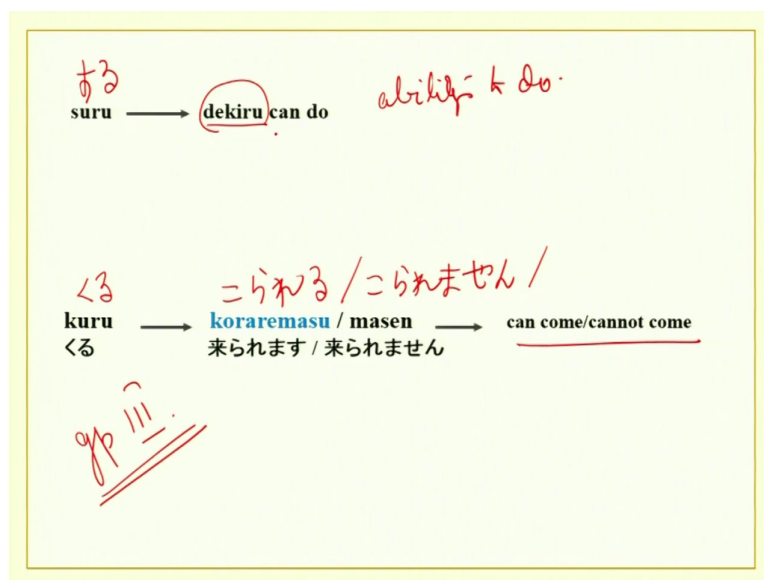 する
suru → dekiru can do ability to do.
くる こられる / こられません /
kuru → koraremasu / masen → can come/cannot come
くる 来られます / 来られません
gp III.